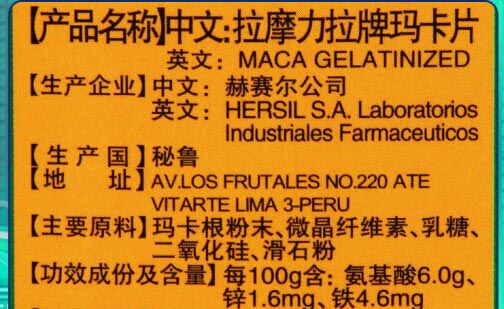 【产品名称】中文:拉摩力拉牌玛卡片
英文：MACA GELATINIZED
【生产企业】中文：赫赛尔公司
英文：HERSIL S.A. Laboratorios
Industriales Farmaceuticos
【生产国】秘鲁
【地 址】AV.LOS FRUTALES NO.220 ATE
VITARTE LIMA 3-PERU
【主要原料】玛卡根粉末、微晶纤维素、乳糖、
二氧化硅、滑石粉
【功效成份及含量】每100g含：氨基酸6.0g、
锌1.6mg、铁4.6mg